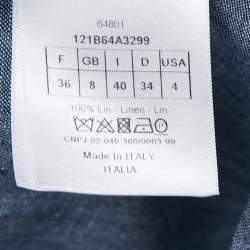 64801
121B64A3299
F GB I D USA
36 8 40 34 4
100% Lin - Linen - Lin
CNPJ 02-046-386/0003-99
Made in ITALY
ITALIA